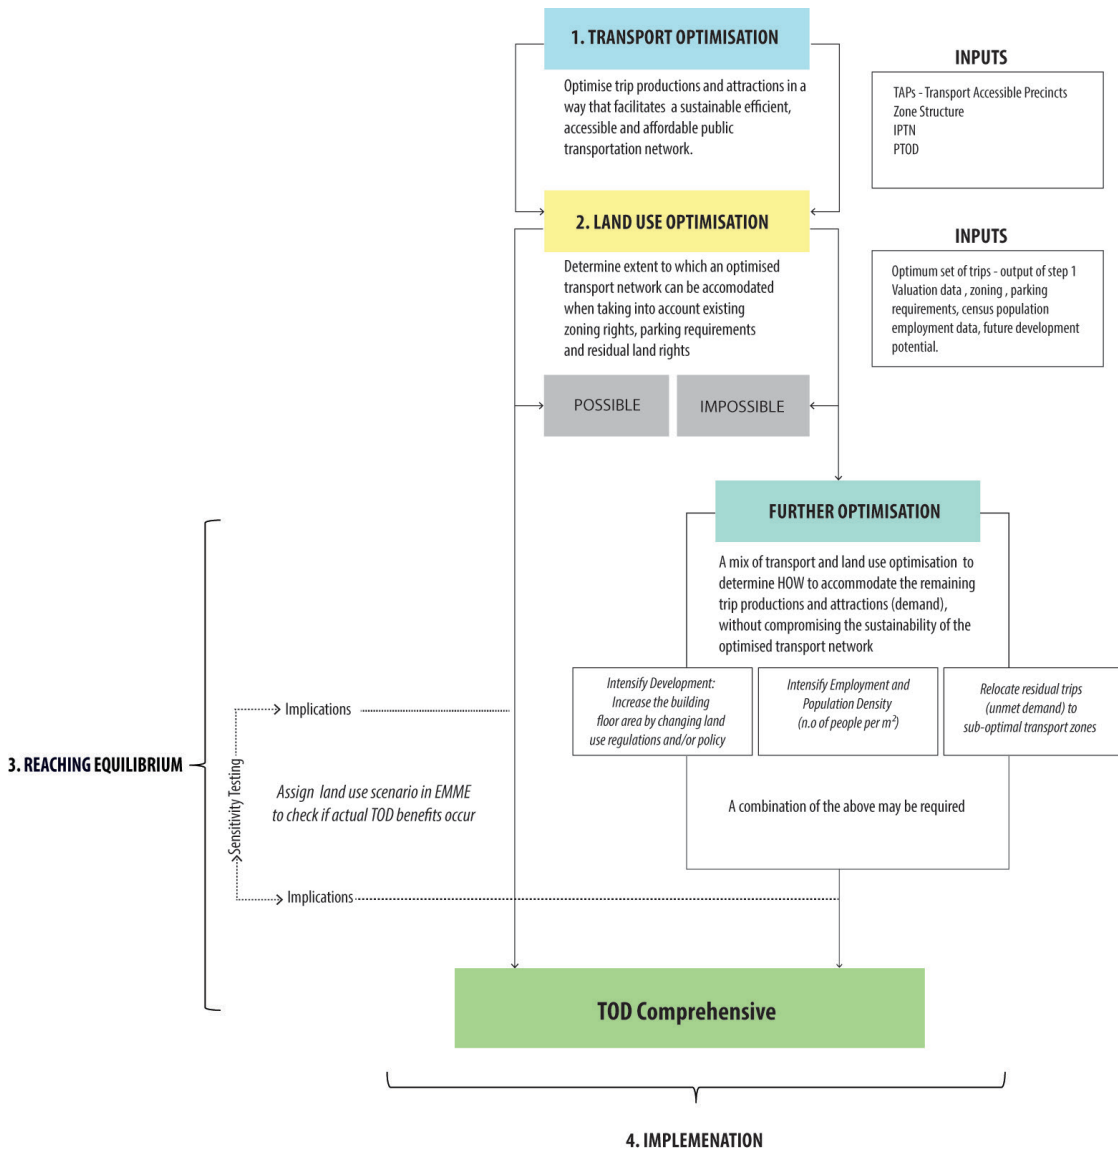 1. TRANSPORT OPTIMISATION
Optimise trip productions and attractions in a
way that facilitates a sustainable efficient,
accessible and affordable public
transportation network.
INPUTS
TAPs - Transport Accessible Precincts
Zone Structure
IPTN
PTOD
2. LAND USE OPTIMISATION
Determine extent to which an optimised
transport network can be accomodated
when taking into account existing
zoning rights, parking requirements
and residual land rights
INPUTS
Optimum set of trips - output of step 1
Valuation data , zoning , parking
requirements, census population
employment data, future development
potential.
POSSIBLE
IMPOSSIBLE
FURTHER OPTIMISATION
A mix of transport and land use optimisation to
determine HOW to accommodate the remaining
trip productions and attractions (demand),
without compromising the sustainability of the
optimised transport network
Intensify Development:
Increase the building
floor area by changing land
use regulations and/or policy
Intensify Employment and
Population Density
(n.o of people per m²)
Relocate residual trips
(unmet demand) to
sub-optimal transport zones
A combination of the above may be required
3. REACHING EQUILIBRIUM
Sensitivity Testing
Implications
Assign land use scenario in EMME
to check if actual TOD benefits occur
Implications
TOD Comprehensive
4. IMPLEMENATION